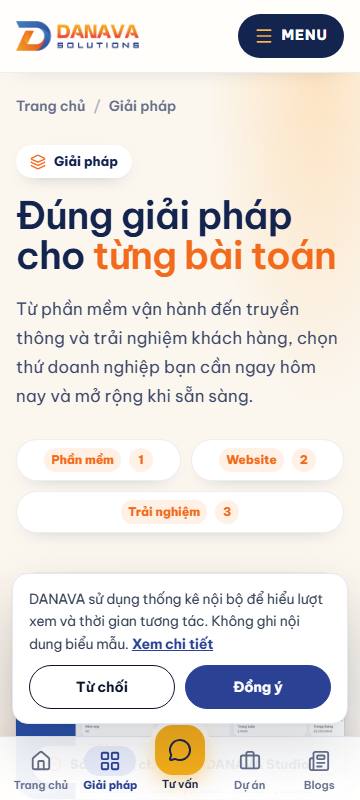 DANAVA
SOLUTIONS
MENU
Trang chủ / Giải pháp
Giải pháp
Đúng giải pháp
cho từng bài toán
Từ phần mềm vận hành đến truyền
thông và trải nghiệm khách hàng, chọn
thứ doanh nghiệp bạn cần ngay hôm
nay và mở rộng khi sẵn sàng.
Phần mềm 1
Website 2
Trải nghiệm 3
DANAVA sử dụng thống kê nội bộ để hiểu lượt
xem và thời gian tương tác. Không ghi nội
dung biểu mẫu. Xem chi tiết
Từ chối
Đồng ý
Trang chủ
Giải pháp
Tư vấn
Dự án
Blogs